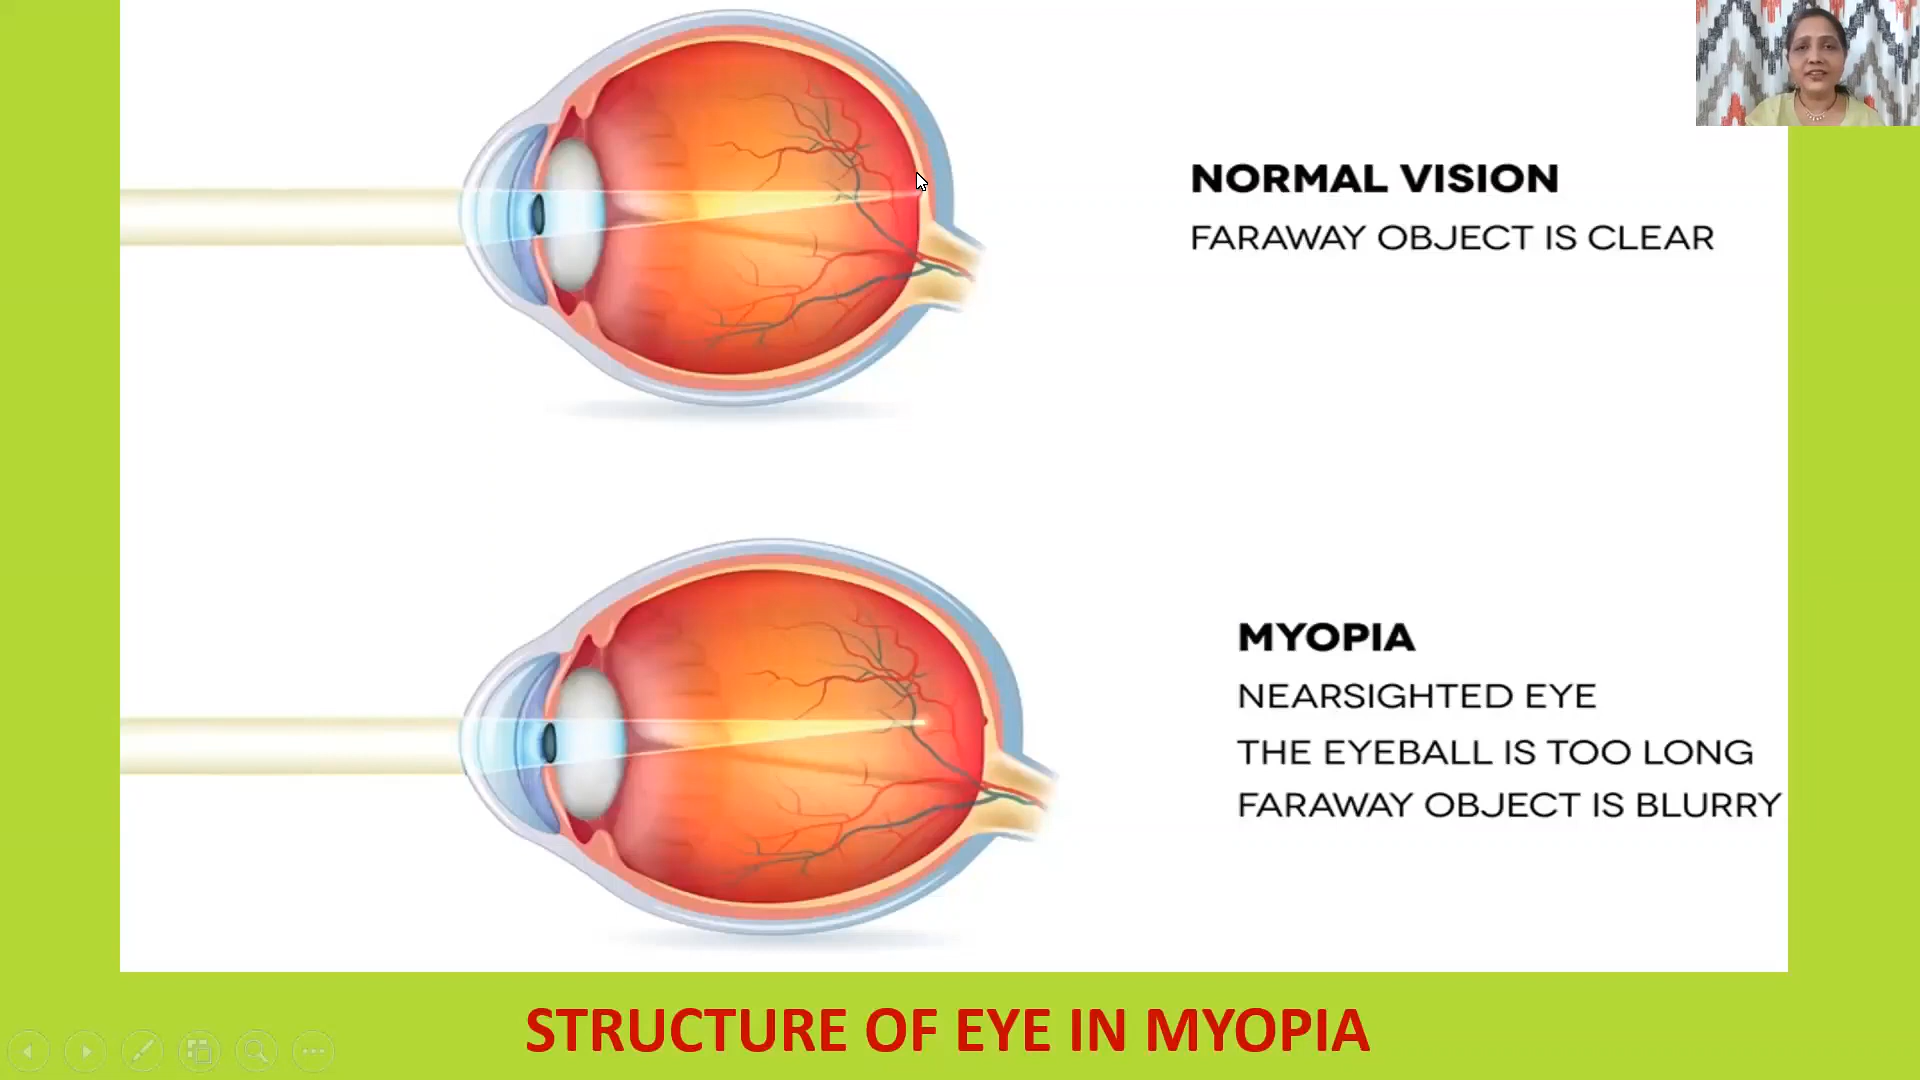 NORMAL VISION
FARAWAY OBJECT IS CLEAR
MYOPIA
NEARSIGHTED EYE
THE EYEBALL IS TOO LONG
FARAWAY OBJECT IS BLURRY
STRUCTURE OF EYE IN MYOPIA